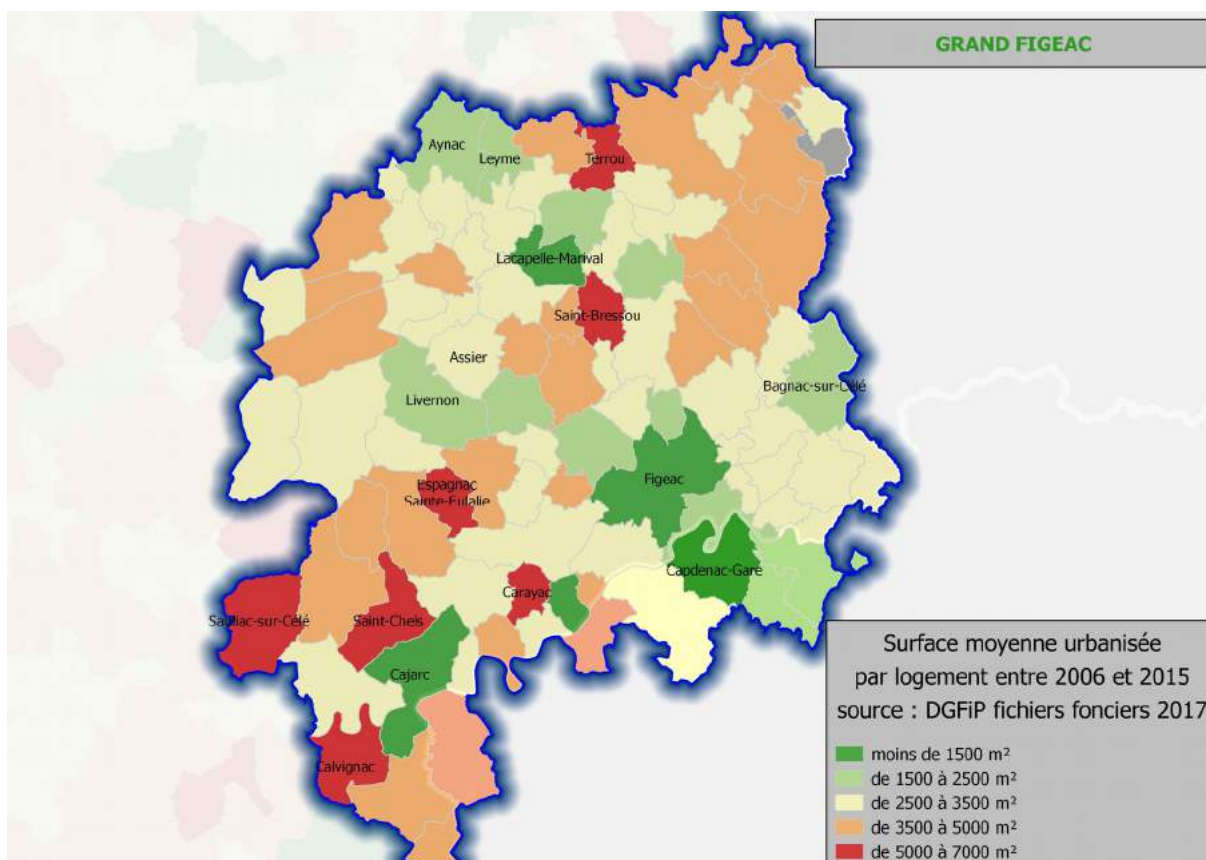 GRAND FIGEAC
Aynac
Leyme
Terrou
Lacapelle-Marival
Saint-Bressou
Assier
Livernon
Bagnac-sur-Célé
Espagnac
Sainte-Eulalie
Figeac
Capdenac-Gare
Carayac
Sauliac-sur-Célé
Saint-Chels
Cajarc
Calvignac
Surface moyenne urbanisée
par logement entre 2006 et 2015
source : DGFiP fichiers fonciers 2017
moins de 1500 m²
de 1500 à 2500 m²
de 2500 à 3500 m²
de 3500 à 5000 m²
de 5000 à 7000 m²